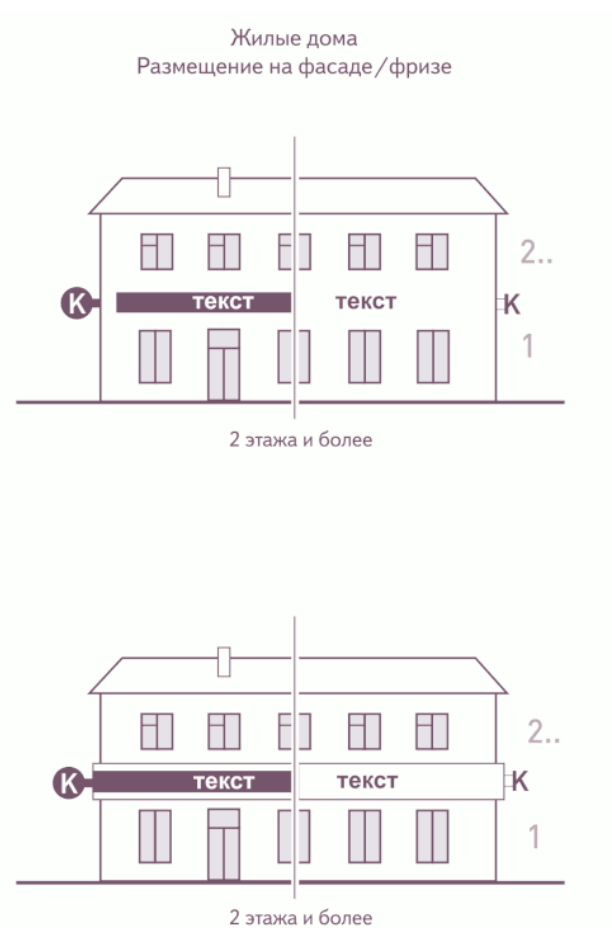 Жилые дома
Размещение на фасаде/фризе
2..
К текст текст К
1
2 этажа и более
2..
К текст текст К
1
2 этажа и более